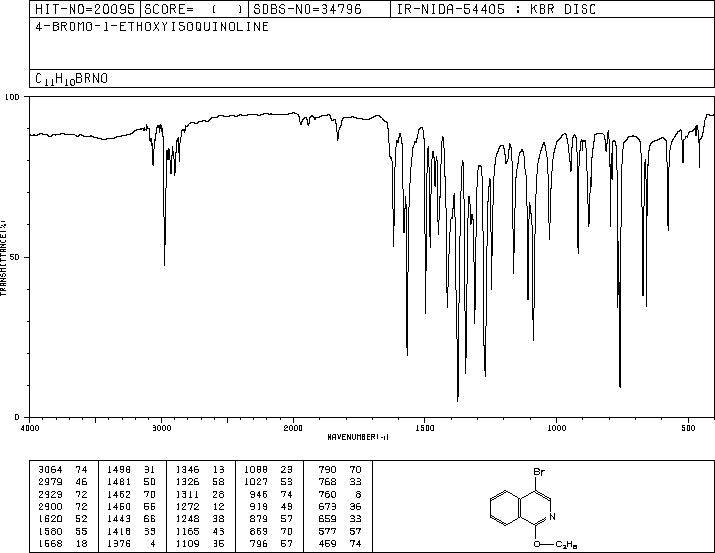 HIT-NO=20095 SCORE= ( ) SDBS-NO=34796 IR-NIDA-54405 : KBR DISC
4-BROMO-1-ETHOXYISOQUINOLINE
C11H10BRNO
100
50
0
TRANSMITTANCE(%)
4000 3000 2000 1500 1000 500
WAVENUMBER(-1)
3064 74 1498 31 1346 13 1088 23 790 70
2979 46 1481 50 1326 58 1027 53 768 33
2929 72 1462 70 1311 28 946 74 760 8
2900 72 1450 66 1272 12 919 49 673 36
1620 52 1443 66 1248 38 879 57 659 33
1580 55 1418 33 1165 43 869 70 577 57
1568 18 1376 4 1109 35 796 57 459 74
Br
N
O—C2H5